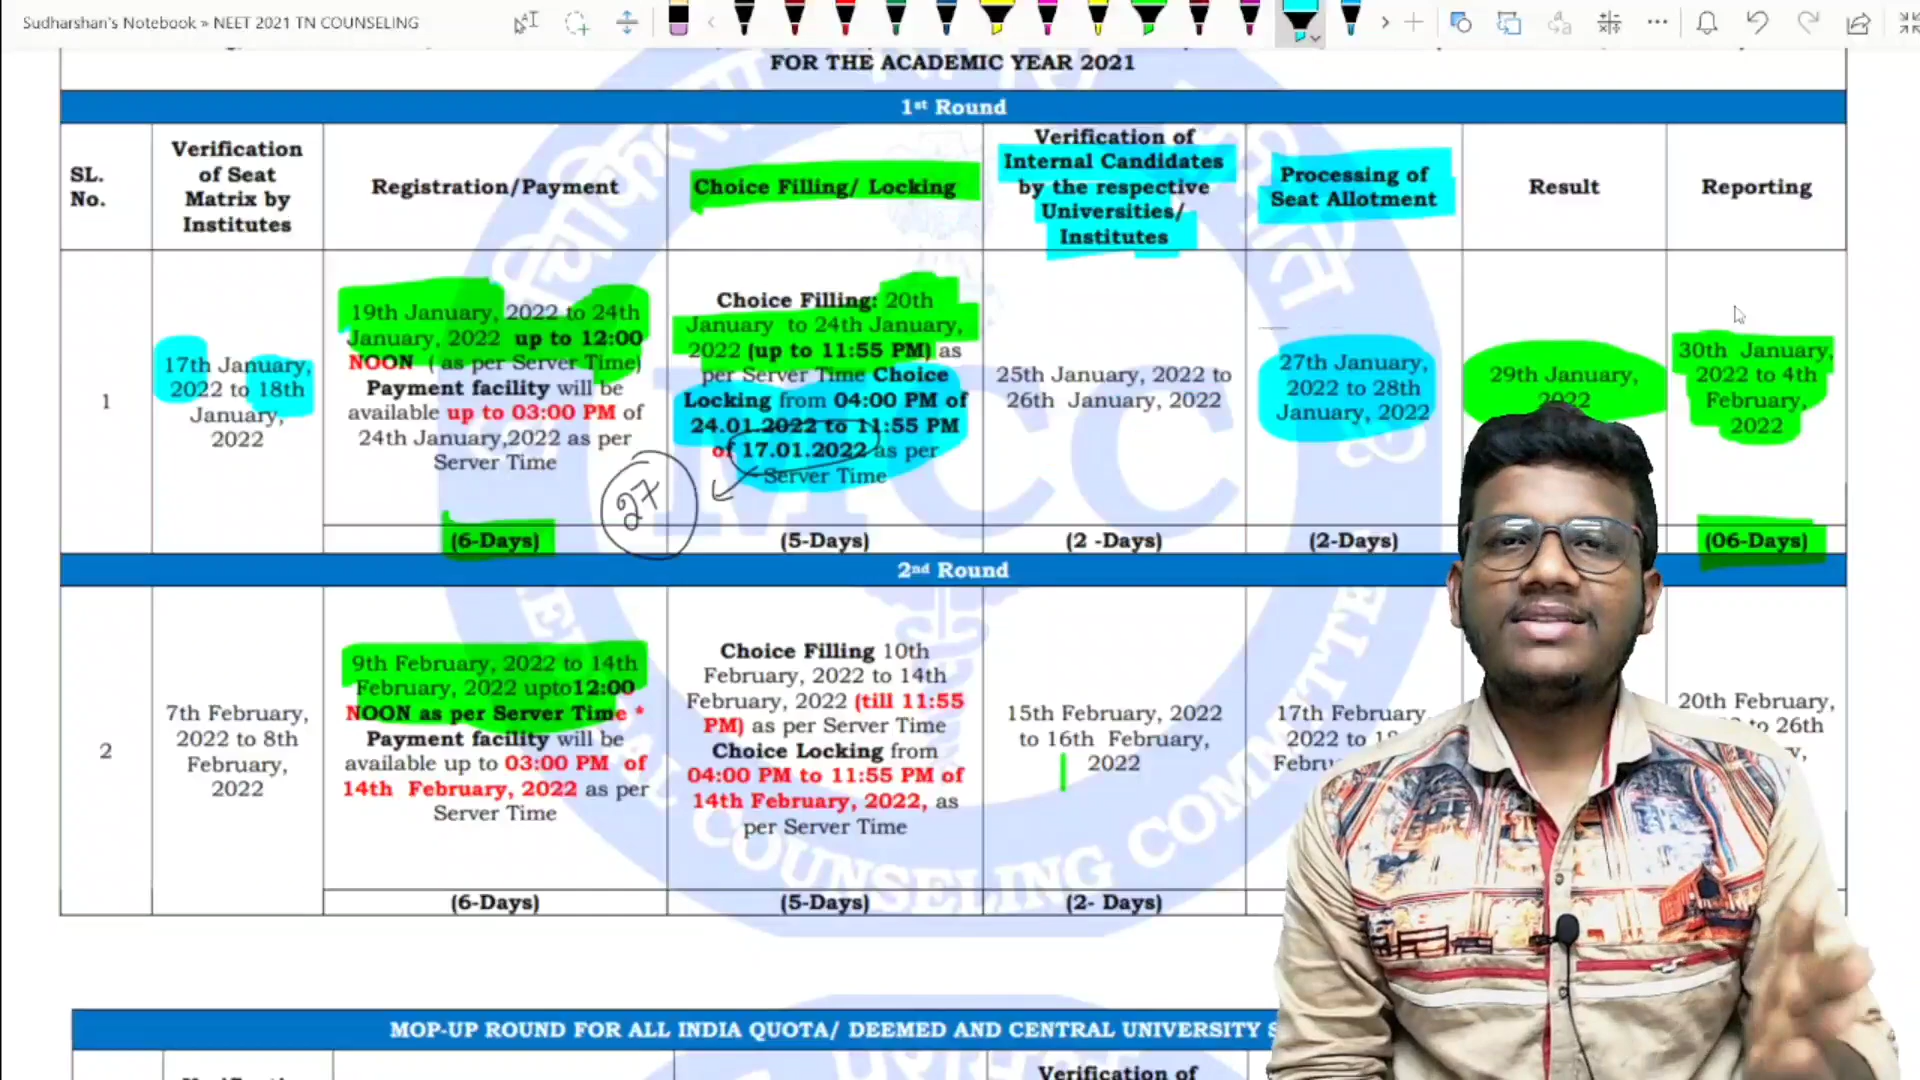 Sudharshan's Notebook » NEET 2021 TN COUNSELING
FOR THE ACADEMIC YEAR 2021
1st Round
SL.
No.
Verification
of Seat
Matrix by
Institutes
Registration/Payment
Choice Filling/ Locking
Verification of
Internal Candidates
by the respective
Universities/
Institutes
Processing of
Seat Allotment
Result
Reporting
1
17th January,
2022 to 18th
January,
2022
19th January, 2022 to 24th
January, 2022 up to 12:00
NOON ( as per Server Time)
Payment facility will be
available up to 03:00 PM of
24th January,2022 as per
Server Time
Choice Filling: 20th
January to 24th January,
2022 (up to 11:55 PM) as
per Server Time Choice
Locking from 04:00 PM of
24.01.2022 to 11:55 PM
of 17.01.2022 as per
Server Time
25th January, 2022 to
26th January, 2022
27th January,
2022 to 28th
January, 2022
29th January,
2022
30th January,
2022 to 4th
February,
2022
27
(6-Days)
(5-Days)
(2 -Days)
(2-Days)
(06-Days)
2nd Round
2
7th February,
2022 to 8th
February,
2022
9th February, 2022 to 14th
February, 2022 upto12:00
NOON as per Server Time *
Payment facility will be
available up to 03:00 PM of
14th February, 2022 as per
Server Time
Choice Filling 10th
February, 2022 to 14th
February, 2022 (till 11:55
PM) as per Server Time
Choice Locking from
04:00 PM to 11:55 PM of
14th February, 2022, as
per Server Time
15th February, 2022
to 16th February,
2022
17th February,
2022 to
20th February,
to 26th
(6-Days)
(5-Days)
(2- Days)
MCC
COUNSELING COMMITTEE
MOP-UP ROUND FOR ALL INDIA QUOTA/ DEEMED AND CENTRAL UNIVERSITY
Verification of